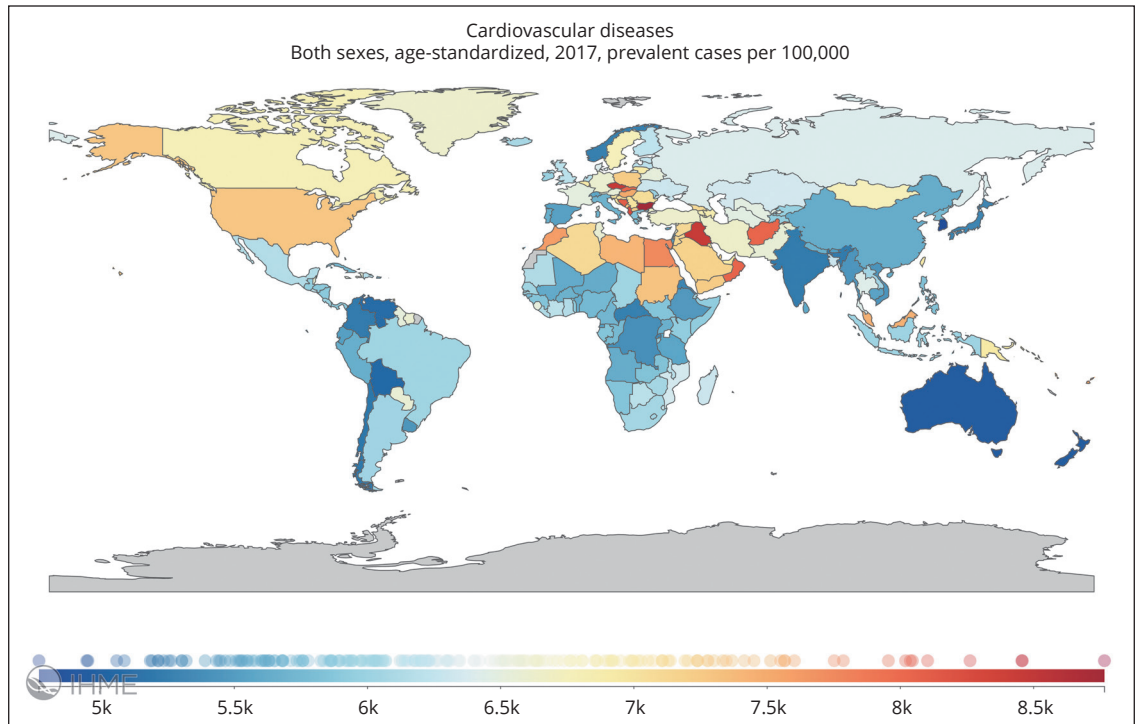 Cardiovascular diseases
Both sexes, age-standardized, 2017, prevalent cases per 100,000
IHME
5k 5.5k 6k 6.5k 7k 7.5k 8k 8.5k